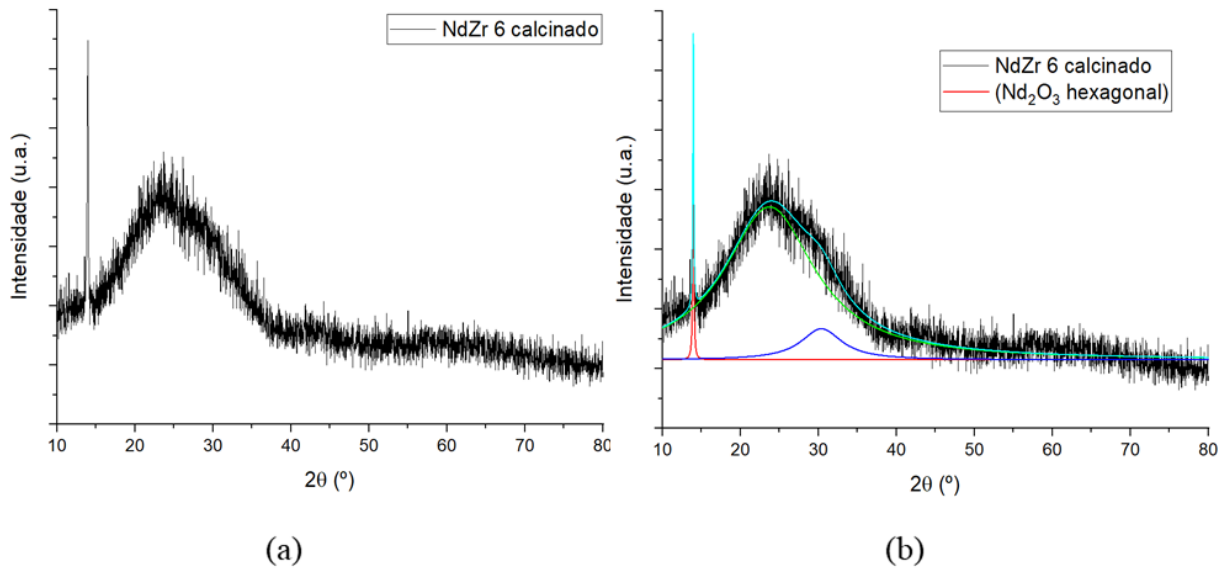 NdZr 6 calcinado
Intensidade (u.a.)
10 20 30 40 50 60 70 80
2θ (º)
(a)
NdZr 6 calcinado
(Nd₂O₃ hexagonal)
Intensidade (u.a.)
10 20 30 40 50 60 70 80
2θ (º)
(b)